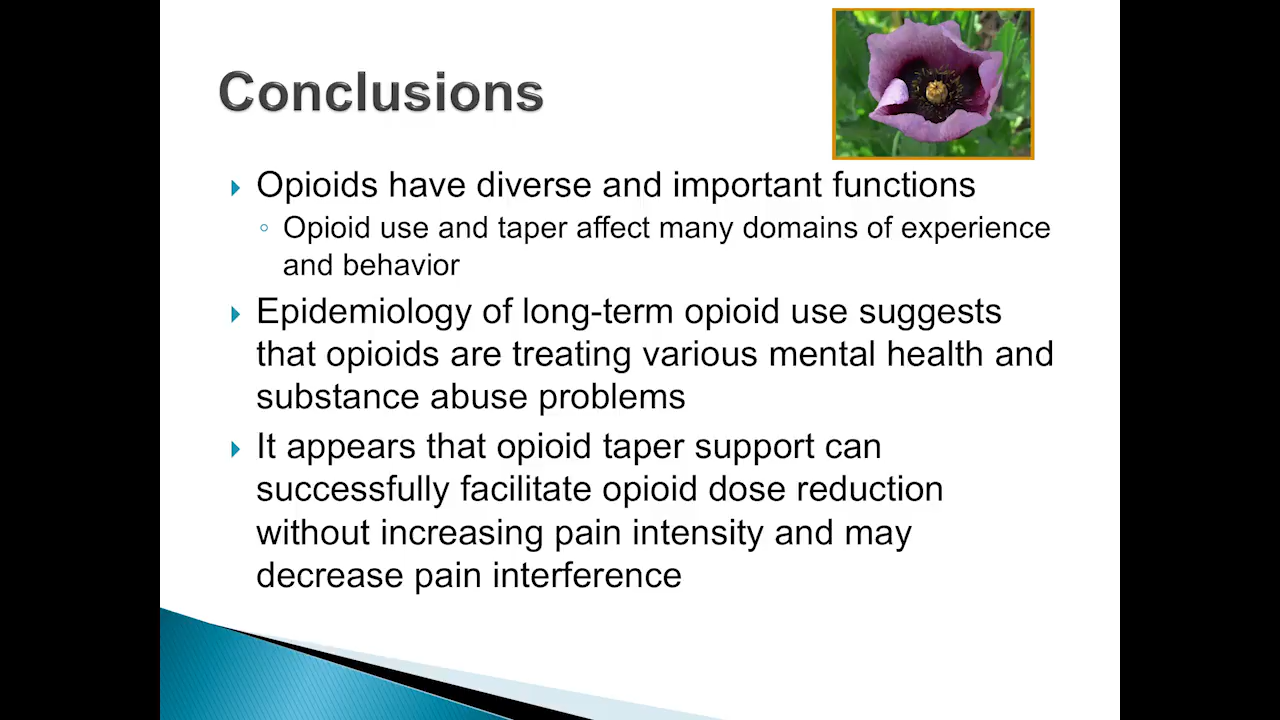 Conclusions
Opioids have diverse and important functions
Opioid use and taper affect many domains of experience
and behavior
Epidemiology of long-term opioid use suggests
that opioids are treating various mental health and
substance abuse problems
It appears that opioid taper support can
successfully facilitate opioid dose reduction
without increasing pain intensity and may
decrease pain interference